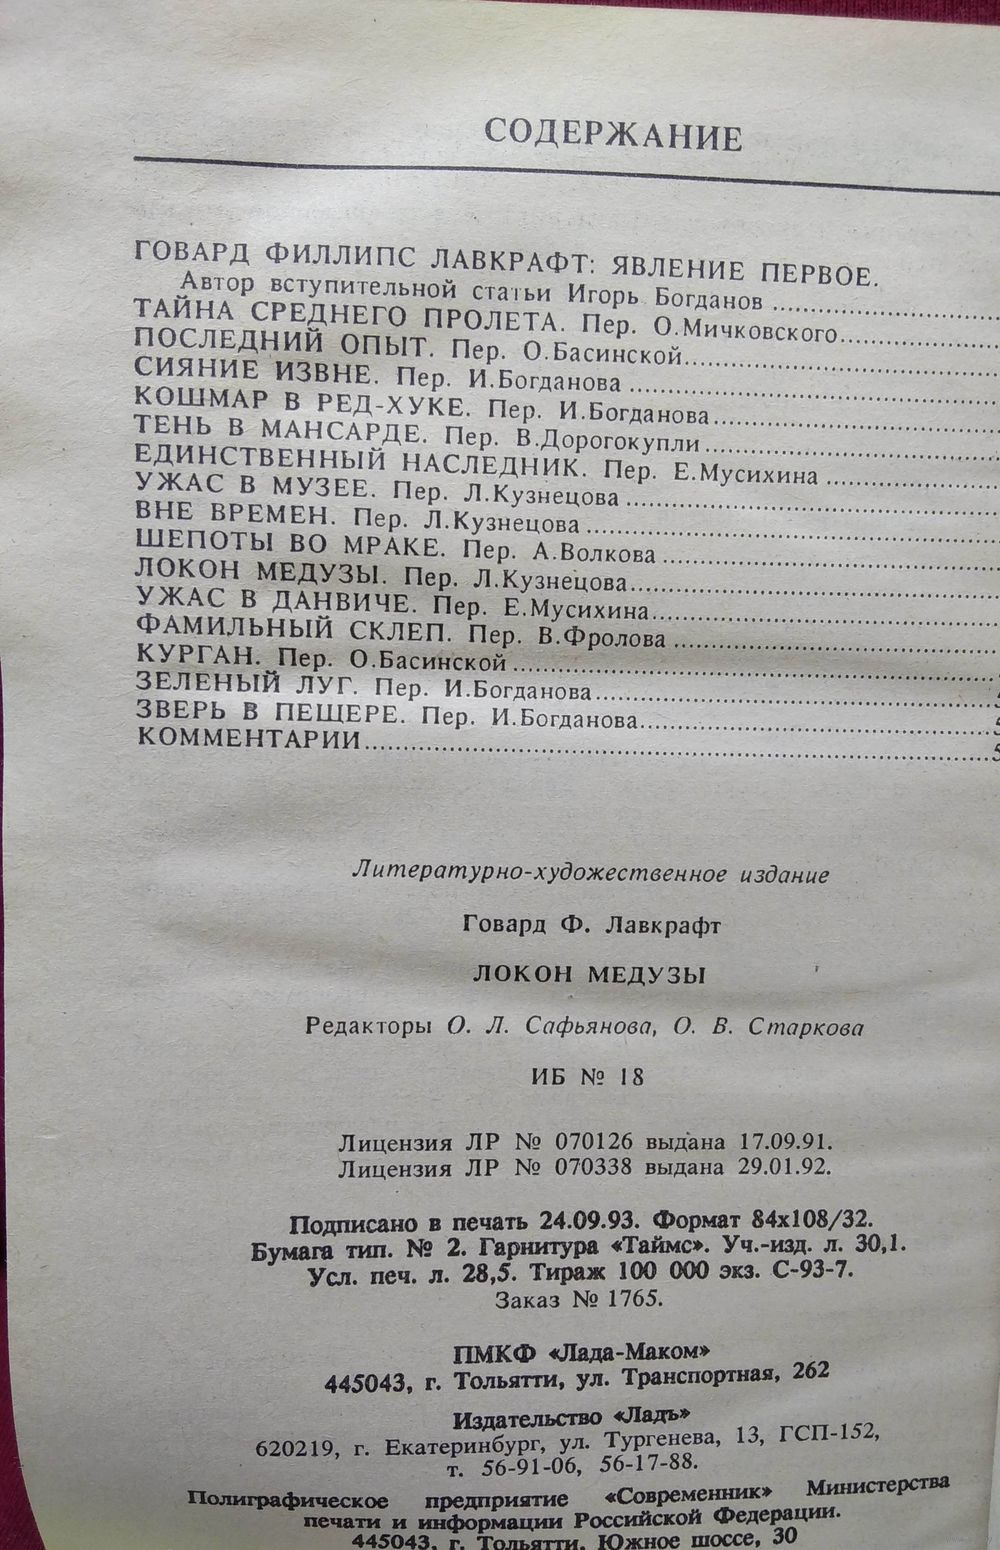 СОДЕРЖАНИЕ
ГОВАРД ФИЛЛИПС ЛАВКРАФТ: ЯВЛЕНИЕ ПЕРВОЕ.
Автор вступительной статьи Игорь Богданов
ТАЙНА СРЕДНЕГО ПРОЛЕТА. Пер. О.Мичковского
ПОСЛЕДНИЙ ОПЫТ. Пер. О.Басинской
СИЯНИЕ ИЗВНЕ. Пер. И.Богданова
КОШМАР В РЕД-ХУКЕ. Пер. И.Богданова
ТЕНЬ В МАНСАРДЕ. Пер. В.Дорогокупли
ЕДИНСТВЕННЫЙ НАСЛЕДНИК. Пер. Е.Мусихина
УЖАС В МУЗЕЕ. Пер. Л.Кузнецова
ВНЕ ВРЕМЕН. Пер. Л.Кузнецова
ШЕПОТЫ ВО МРАКЕ. Пер. А.Волкова
ЛОКОН МЕДУЗЫ. Пер. Л.Кузнецова
УЖАС В ДАНВИЧЕ. Пер. Е.Мусихина
ФАМИЛЬНЫЙ СКЛЕП. Пер. В.Фролова
КУРГАН. Пер. О.Басинской
ЗЕЛЕНЫЙ ЛУГ. Пер. И.Богданова
ЗВЕРЬ В ПЕЩЕРЕ. Пер. И.Богданова
КОММЕНТАРИИ
Литературно-художественное издание
Говард Ф. Лавкрафт
ЛОКОН МЕДУЗЫ
Редакторы О. Л. Сафьянова, О. В. Старкова
ИБ № 18
Лицензия ЛР № 070126 выдана 17.09.91.
Лицензия ЛР № 070338 выдана 29.01.92.
Подписано в печать 24.09.93. Формат 84х108/32.
Бумага тип. № 2. Гарнитура «Таймс». Уч.-изд. л. 30,1.
Усл. печ. л. 28,5. Тираж 100 000 экз. С-93-7.
Заказ № 1765.
ПМКФ «Лада-Маком»
445043, г. Тольятти, ул. Транспортная, 262
Издательство «Ладъ»
620219, г. Екатеринбург, ул. Тургенева, 13, ГСП-152,
т. 56-91-06, 56-17-88.
Полиграфическое предприятие «Современник» Министерства
печати и информации Российской Федерации.
445043, г. Тольятти, Южное шоссе, 30